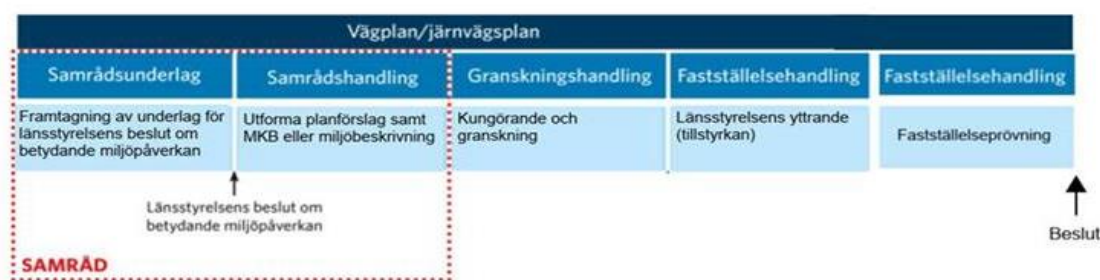 Vägplan/järnvägsplan
Samrådsunderlag
Samrådshandling
Granskningshandling
Fastställelsehandling
Fastställelsehandling
Framtagning av underlag för
länsstyrelsens beslut om
betydande miljöpåverkan
Utforma planförslag samt
MKB eller miljöbeskrivning
Kungörande och
granskning
Länsstyrelsens yttrande
(tillstyrkan)
Fastställelseprövning
Länsstyrelsens beslut om
betydande miljöpåverkan
Beslut
SAMRÅD